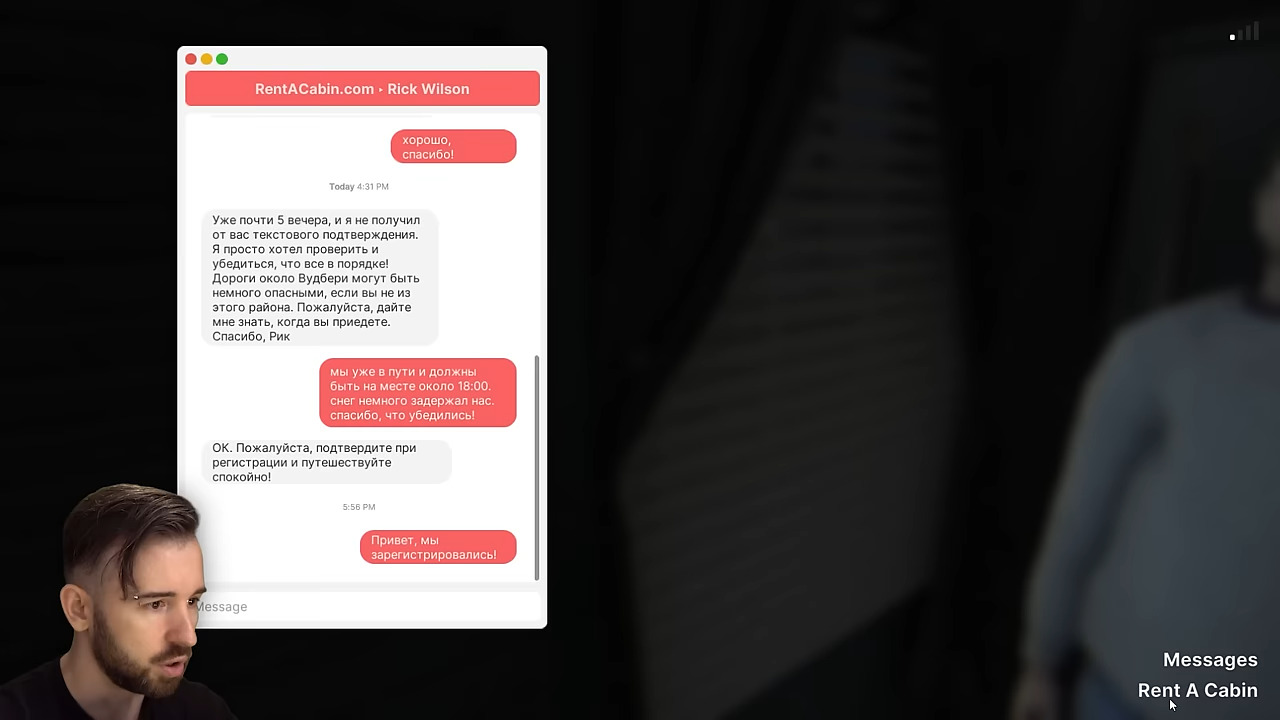 RentACabin.com ‣ Rick Wilson
хорошо,
спасибо!
Today 4:31 PM
Уже почти 5 вечера, и я не получил
от вас текстового подтверждения.
Я просто хотел проверить и
убедиться, что все в порядке!
Дороги около Вудбери могут быть
немного опасными, если вы не из
этого района. Пожалуйста, дайте
мне знать, когда вы приедете.
Спасибо, Рик
мы уже в пути и должны
быть на месте около 18:00.
снег немного задержал нас.
спасибо, что убедились!
ОК. Пожалуйста, подтвердите при
регистрации и путешествуйте
спокойно!
5:56 PM
Привет, мы
зарегистрировались!
Message
Messages
Rent A Cabin